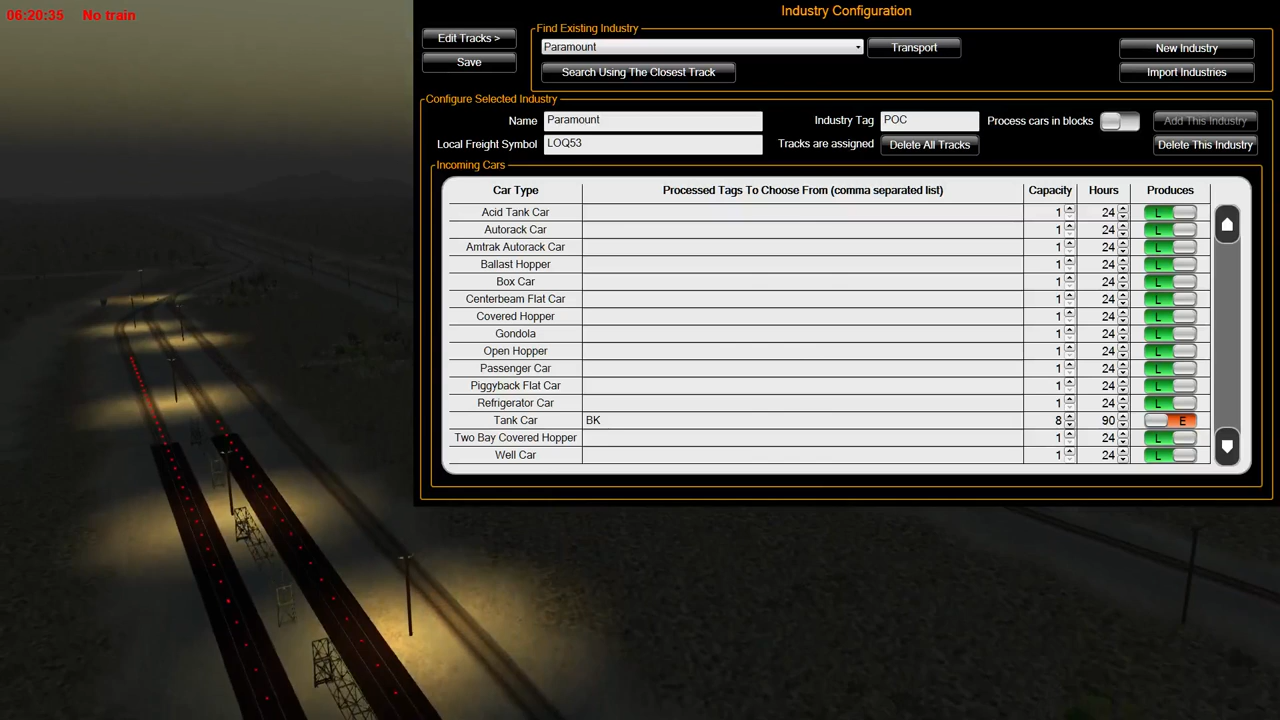 06:20:35 No train
Industry Configuration
Edit Tracks >
Save
Find Existing Industry
Paramount
Transport
Search Using The Closest Track
New Industry
Import Industries
Configure Selected Industry
Name Paramount Industry Tag POC Process cars in blocks Add This Industry
Local Freight Symbol LOQ53 Tracks are assigned Delete All Tracks Delete This Industry
Incoming Cars
Car Type Processed Tags To Choose From (comma separated list) Capacity Hours Produces
Acid Tank Car 1 24 L
Autorack Car 1 24 L
Amtrak Autorack Car 1 24 L
Ballast Hopper 1 24 L
Box Car 1 24 L
Centerbeam Flat Car 1 24 L
Covered Hopper 1 24 L
Gondola 1 24 L
Open Hopper 1 24 L
Passenger Car 1 24 L
Piggyback Flat Car 1 24 L
Refrigerator Car 1 24 L
Tank Car BK 8 90 E
Two Bay Covered Hopper 1 24 L
Well Car 1 24 L